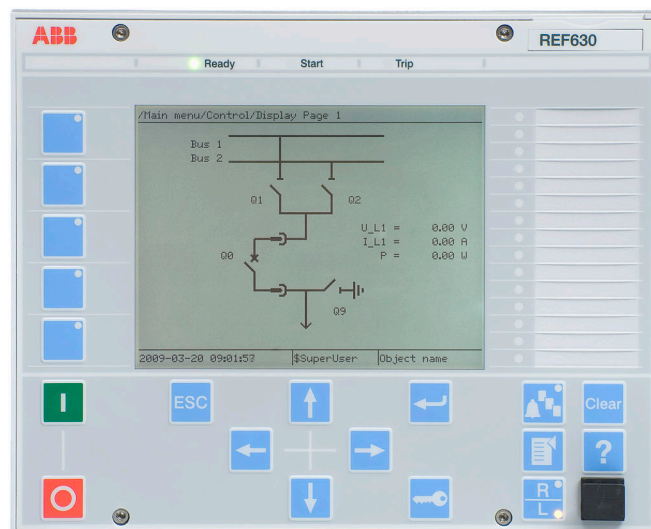 ABB
REF630
Ready Start Trip
/Main menu/Control/Display Page 1
Bus 1
Bus 2
Q1 Q2
U_L1 = 0.00 V
I_L1 = 0.00 A
P = 0.00 W
Q0
Q9
2009-03-20 09:01:57 $SuperUser Object name
I
ESC
Clear
?
R
L
O